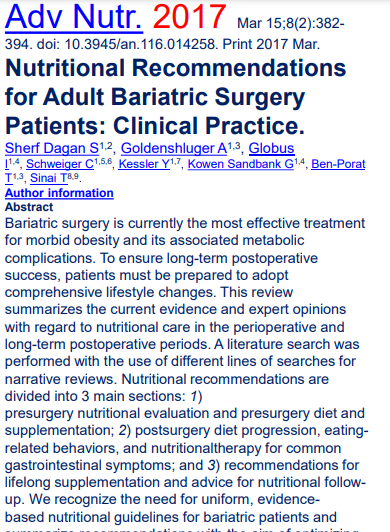 Adv Nutr. 2017 Mar 15;8(2):382-
394. doi: 10.3945/an.116.014258. Print 2017 Mar.
Nutritional Recommendations
for Adult Bariatric Surgery
Patients: Clinical Practice.
Sherf Dagan S1,2, Goldenshluger A1,3, Globus
I1,4, Schweiger C1,5,6, Kessler Y1,7, Kowen Sandbank G1,4, Ben-Porat
T1,3, Sinai T8,9.
Author information
Abstract
Bariatric surgery is currently the most effective treatment
for morbid obesity and its associated metabolic
complications. To ensure long-term postoperative
success, patients must be prepared to adopt
comprehensive lifestyle changes. This review
summarizes the current evidence and expert opinions
with regard to nutritional care in the perioperative and
long-term postoperative periods. A literature search was
performed with the use of different lines of searches for
narrative reviews. Nutritional recommendations are
divided into 3 main sections: 1)
presurgery nutritional evaluation and presurgery diet and
supplementation; 2) postsurgery diet progression, eating-
related behaviors, and nutritionaltherapy for common
gastrointestinal symptoms; and 3) recommendations for
lifelong supplementation and advice for nutritional follow-
up. We recognize the need for uniform, evidence-
based nutritional guidelines for bariatric patients and